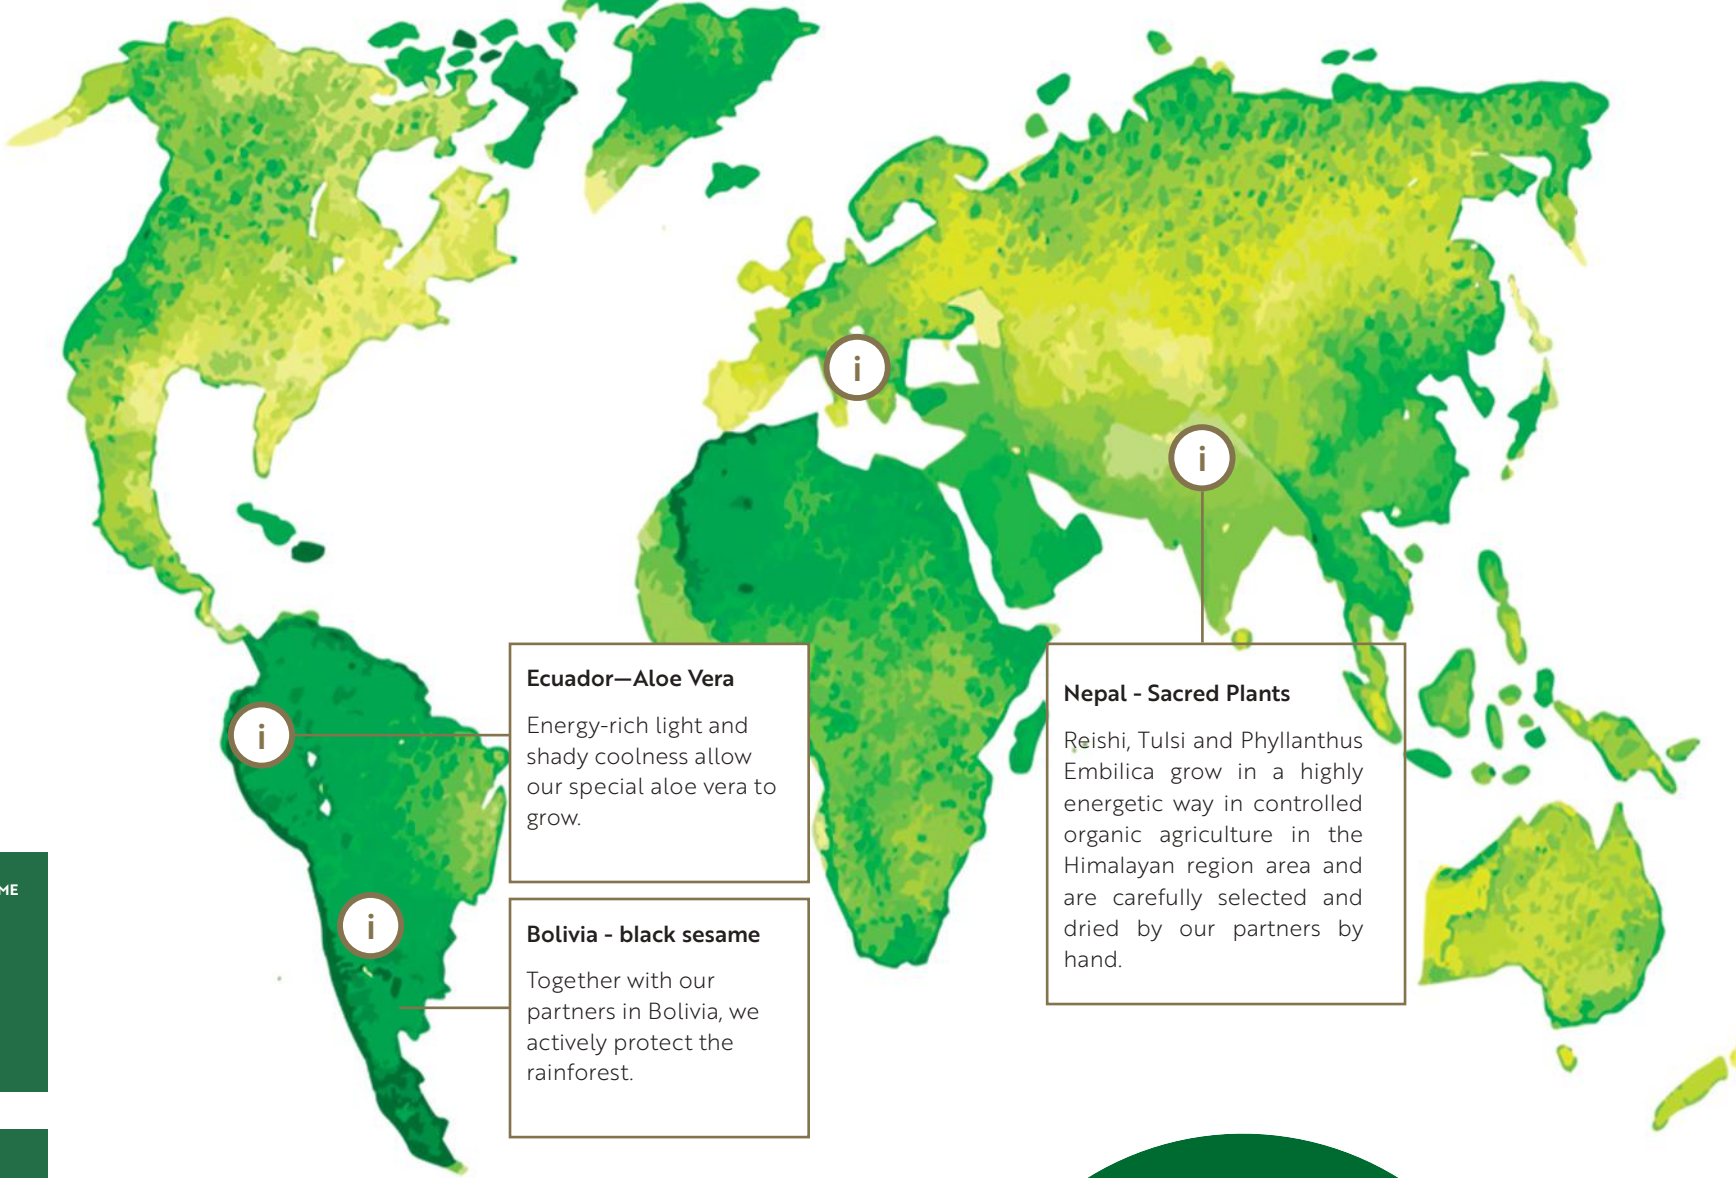 i
i
Ecuador—Aloe Vera
Energy-rich light and
shady coolness allow
our special aloe vera to
grow.
i
Nepal - Sacred Plants
Reishi, Tulsi and Phyllanthus
Embilica grow in a highly
energetic way in controlled
organic agriculture in the
Himalayan region area and
are carefully selected and
dried by our partners by
hand.
ME
i
Bolivia - black sesame
Together with our
partners in Bolivia, we
actively protect the
rainforest.